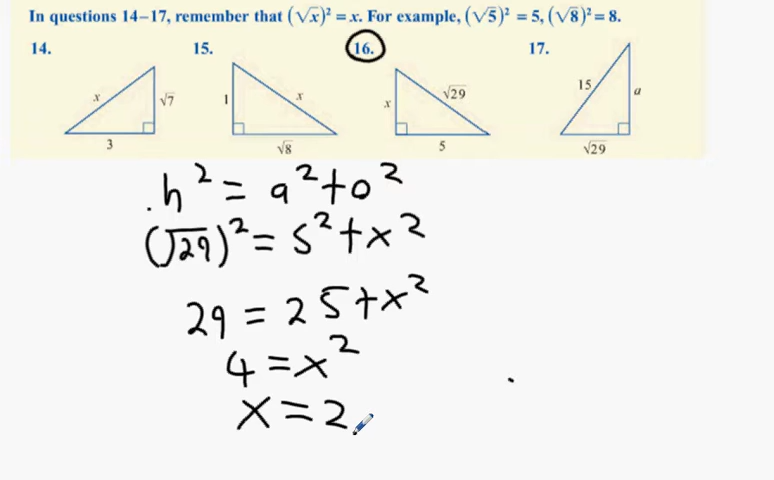 In questions 14–17, remember that (√x)² = x. For example, (√5)² = 5, (√8)² = 8.
14. 15. 16. 17.
x √7 3
1 x √8
x √29 5
15 a √29
h² = a² + o²
(√29)² = 5² + x²
29 = 25 + x²
4 = x²
x = 2